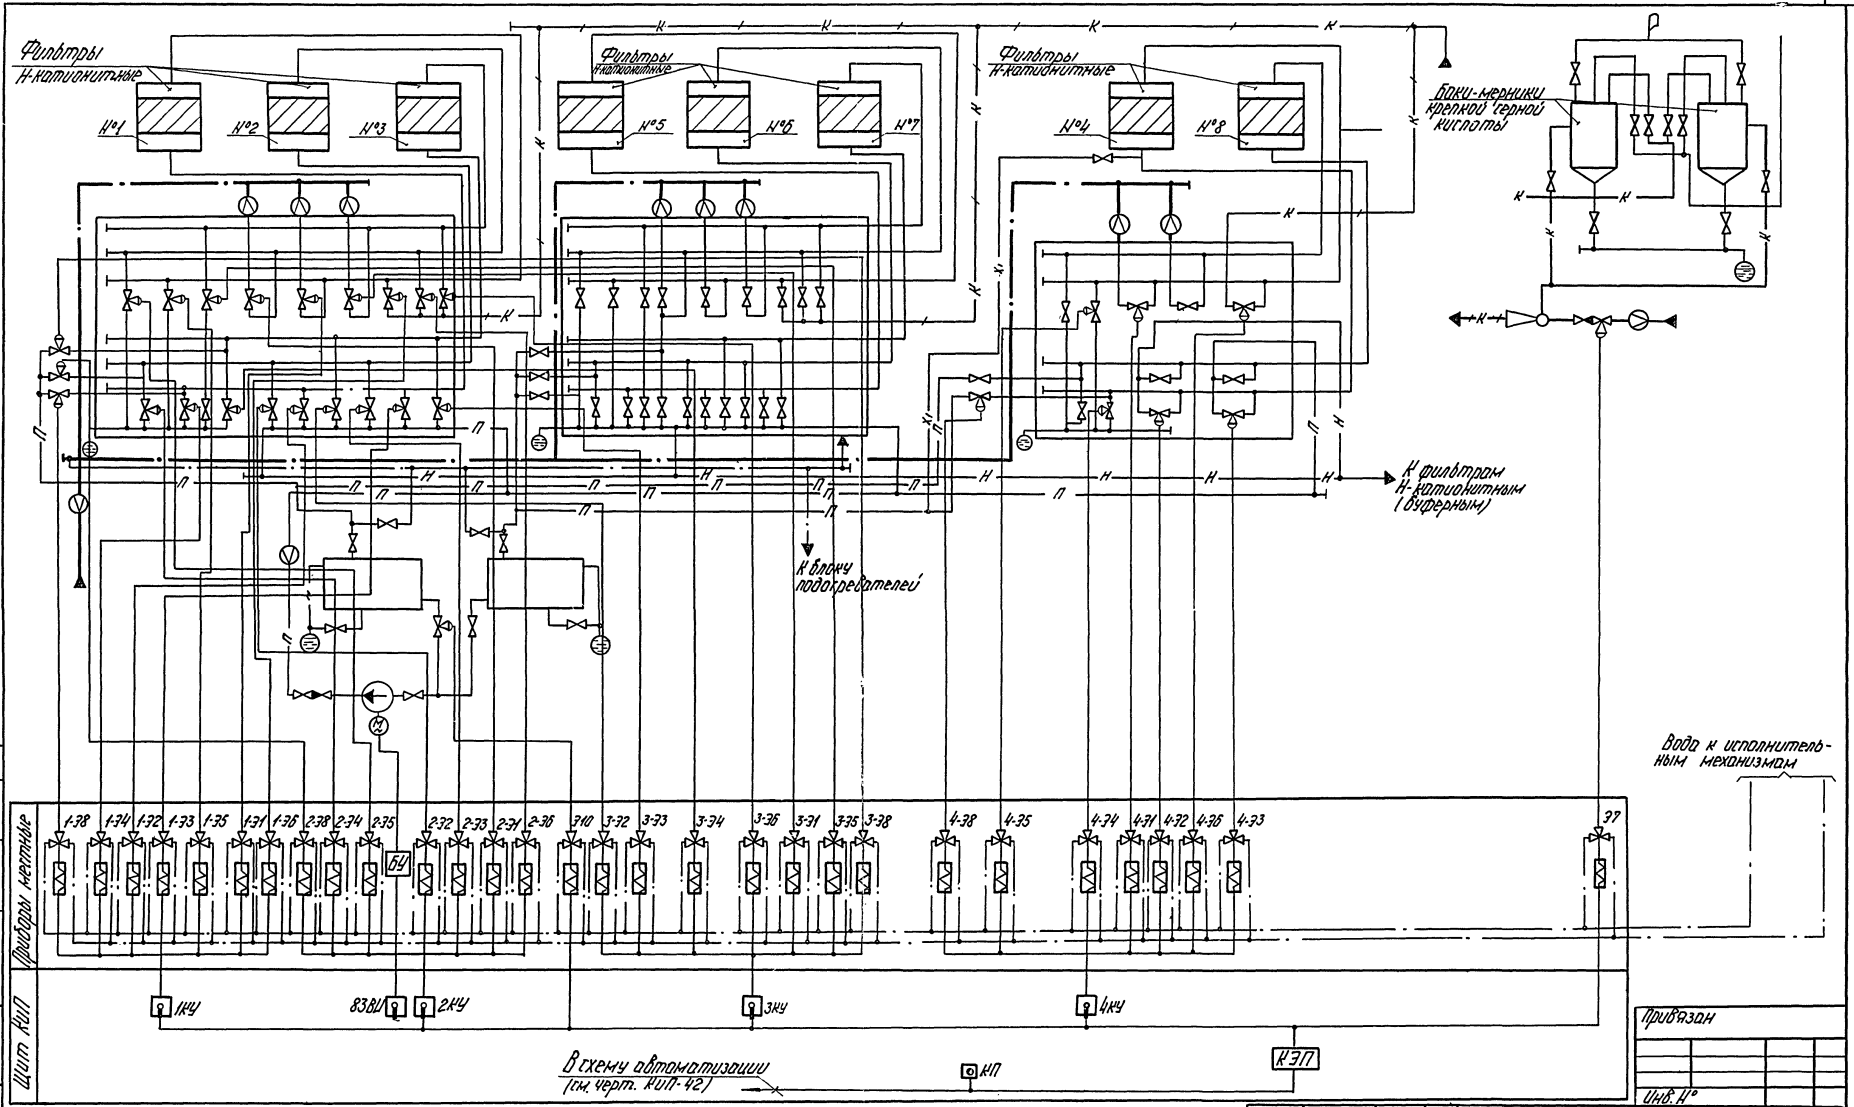 Фильтры
Н-катионитные
Фильтры
Н-катионитные
Фильтры
Н-катионитные
Баки-мерники
крепкой серной
кислоты
К К К К К
№1 №2 №3 №5 №6 №7 №4 №8
К К К К
К К К
К К
К К
Х₁
К
К
Х₁ П
П П П Н
Н Н Н Н Н Н
П П П П П П
П П П П
П П
К фильтрам
Н-катионитным
(буферным)
К блоку
подогревателей
П
М
Вода к исполнитель-
ным механизмам
Приборы местные
1-38 1-34 1-32 1-33 1-35 1-31 1-36 2-38 2-34 2-35 2-32 2-33 2-31 2-36 310 3-32 3-33 3-34 3-36 3-31 3-35 3-38 4-38 4-35 4-34 4-31 4-32 4-36 4-33 37
БУ
Щит КиП
1КУ 83ВЦ 2КУ 3КУ 4КУ
Привязан
В схему автоматизации
(см. черт. КиП-42)
КП
КЭП
Инв. №